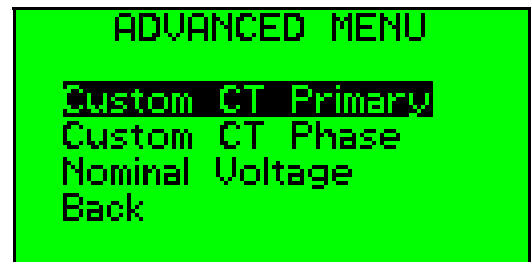 ADVANCED MENU
Custom CT Primary
Custom CT Phase
Nominal Voltage
Back